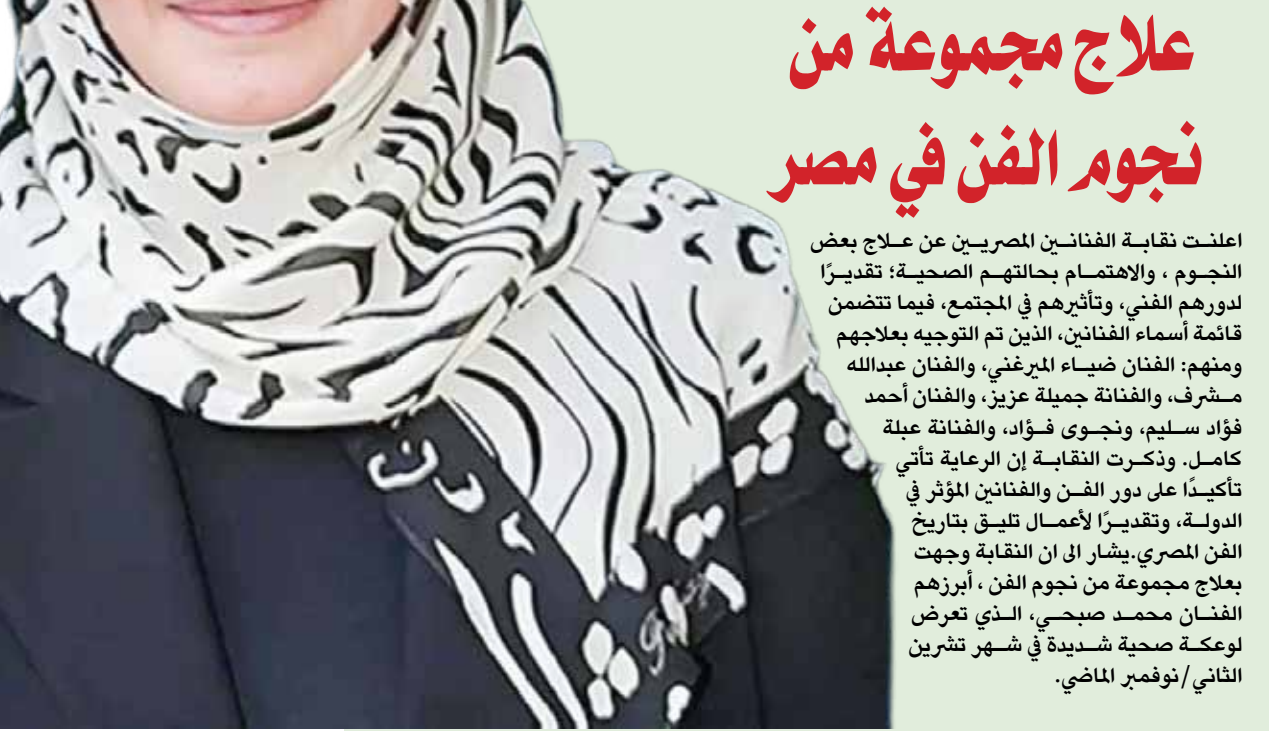 علاج مجموعة من
نجوم الفن في مصر
اعلنت نقابة الفنانين المصريين عن علاج بعض
النجوم ، والاهتمام بحالتهم الصحية؛ تقديرًا
لدورهم الفني، وتأثيرهم في المجتمع، فيما تتضمن
قائمة أسماء الفنانين، الذين تم التوجيه بعلاجهم
ومنهم: الفنان ضياء الميرغني، والفنان عبدالله
مشرف، والفنانة جميلة عزيز، والفنان أحمد
فؤاد سليم، ونجوى فؤاد، والفنانة عبلة
كامل. وذكرت النقابة إن الرعاية تأتي
تأكيدًا على دور الفن والفنانين المؤثر في
الدولة، وتقديرًا لأعمال تليق بتاريخ
الفن المصري.يشار الى ان النقابة وجهت
بعلاج مجموعة من نجوم الفن ، أبرزهم
الفنان محمد صبحي، الذي تعرض
لوعكة صحية شديدة في شهر تشرين
الثاني/نوفمبر الماضي.